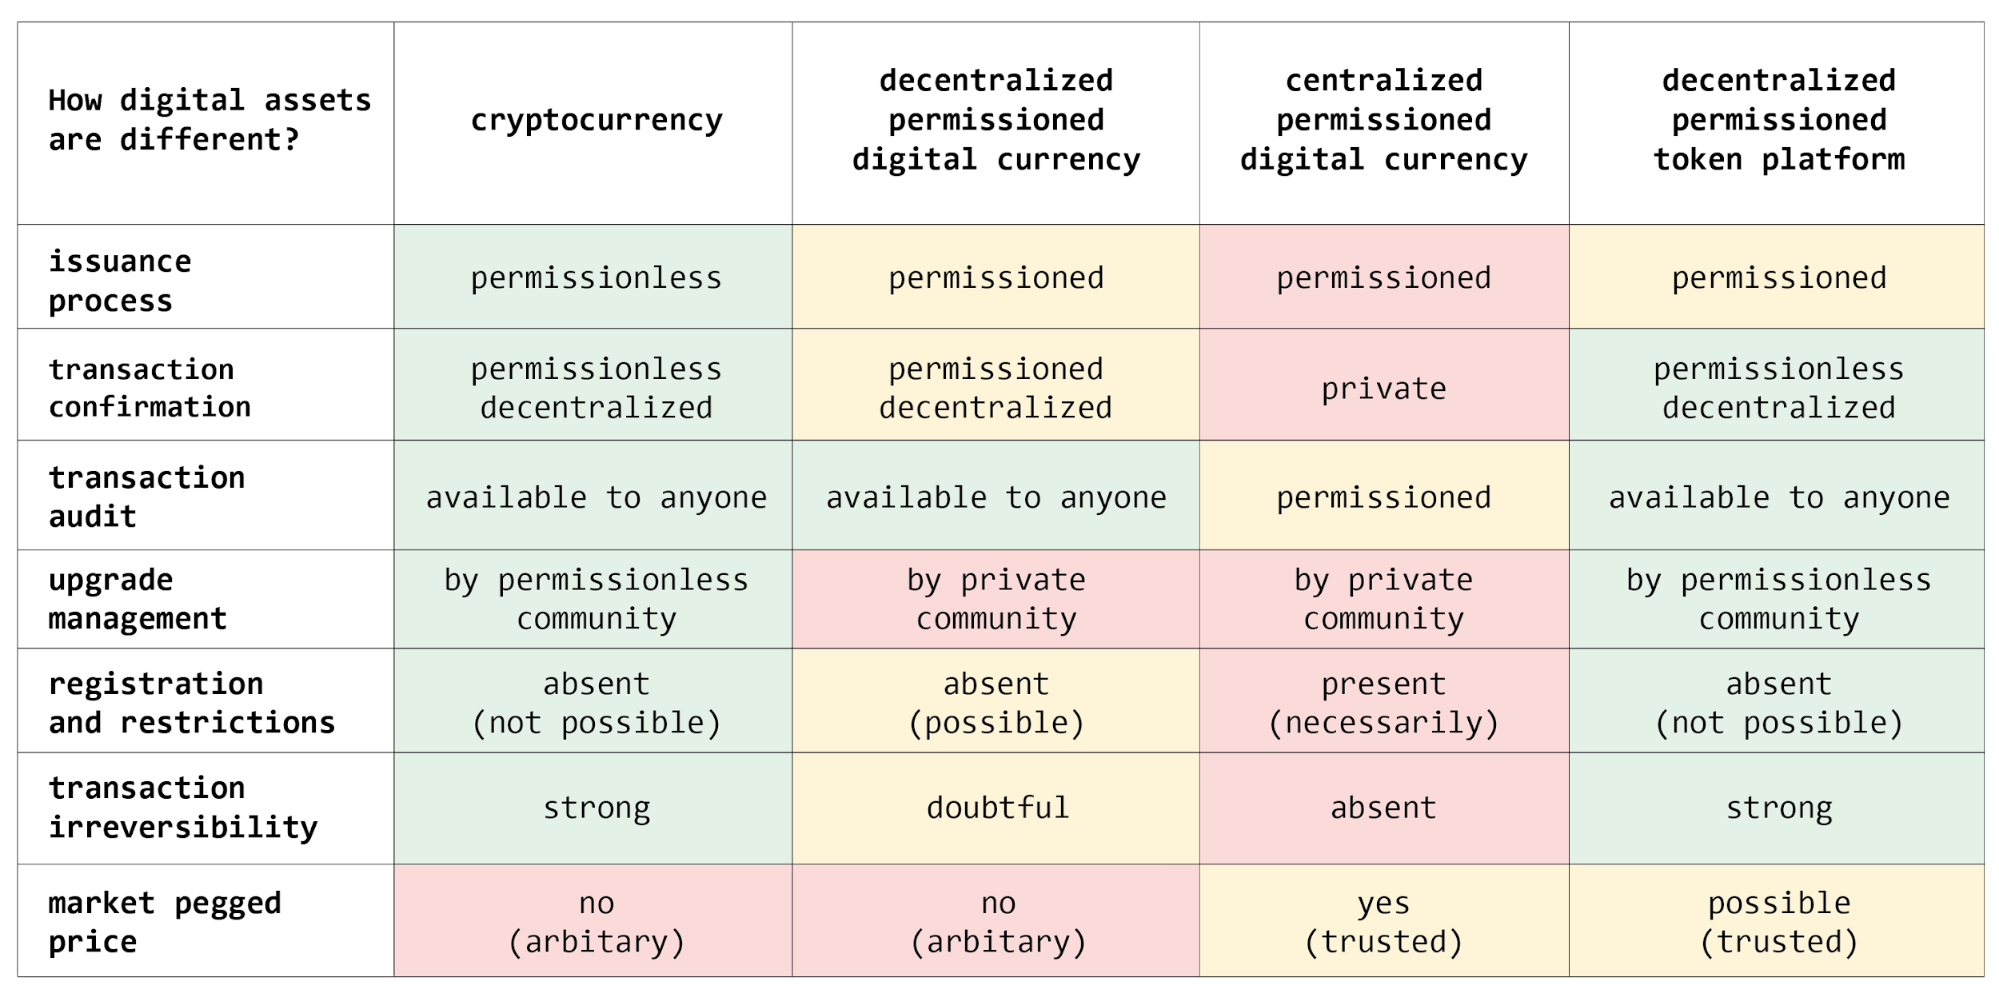 How digital assets
are different?
cryptocurrency
decentralized
permissioned
digital currency
centralized
permissioned
digital currency
decentralized
permissioned
token platform
issuance
process
permissionless
permissioned
permissioned
permissioned
transaction
confirmation
permissionless
decentralized
permissioned
decentralized
private
permissionless
decentralized
transaction
audit
available to anyone
available to anyone
permissioned
available to anyone
upgrade
management
by permissionless
community
by private
community
by private
community
by permissionless
community
registration
and restrictions
absent
(not possible)
absent
(possible)
present
(necessarily)
absent
(not possible)
transaction
irreversibility
strong
doubtful
absent
strong
market pegged
price
no
(arbitary)
no
(arbitary)
yes
(trusted)
possible
(trusted)